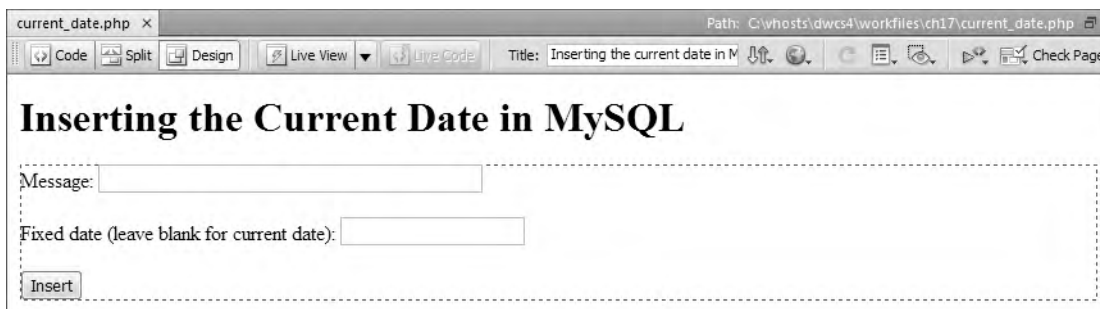 current_date.php × Path: C:\vhosts\dwcs4\workfiles\ch17\current_date.php
Code Split Design Live View Live Code Title: Inserting the current date in M Check Page
Inserting the Current Date in MySQL
Message:
Fixed date (leave blank for current date):
Insert